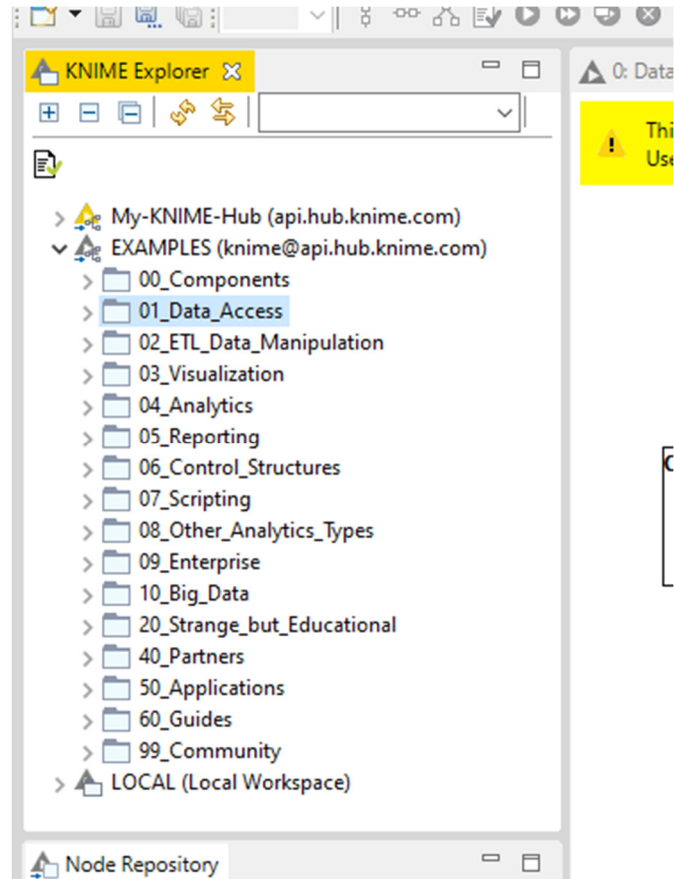 KNIME Explorer
0: Data
Thi
Use
My-KNIME-Hub (api.hub.knime.com)
EXAMPLES (knime@api.hub.knime.com)
00_Components
01_Data_Access
02_ETL_Data_Manipulation
03_Visualization
04_Analytics
05_Reporting
06_Control_Structures
07_Scripting
08_Other_Analytics_Types
09_Enterprise
10_Big_Data
20_Strange_but_Educational
40_Partners
50_Applications
60_Guides
99_Community
LOCAL (Local Workspace)
Node Repository